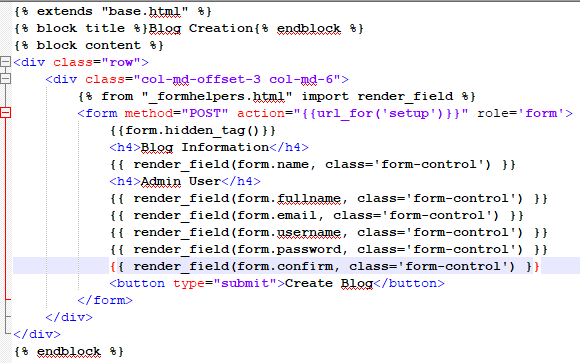 {% extends "base.html" %}
{% block title %}Blog Creation{% endblock %}
{% block content %}
<div class="row">
    <div class="col-md-offset-3 col-md-6">
        {% from "_formhelpers.html" import render_field %}
        <form method="POST" action="{{url_for('setup')}}" role='form'>
            {{form.hidden_tag()}}
            <h4>Blog Information</h4>
            {{ render_field(form.name, class='form-control') }}
            <h4>Admin User</h4>
            {{ render_field(form.fullname, class='form-control') }}
            {{ render_field(form.email, class='form-control') }}
            {{ render_field(form.username, class='form-control') }}
            {{ render_field(form.password, class='form-control') }}
            {{ render_field(form.confirm, class='form-control') }}
            <button type="submit">Create Blog</button>
        </form>
    </div>
</div>
{% endblock %}